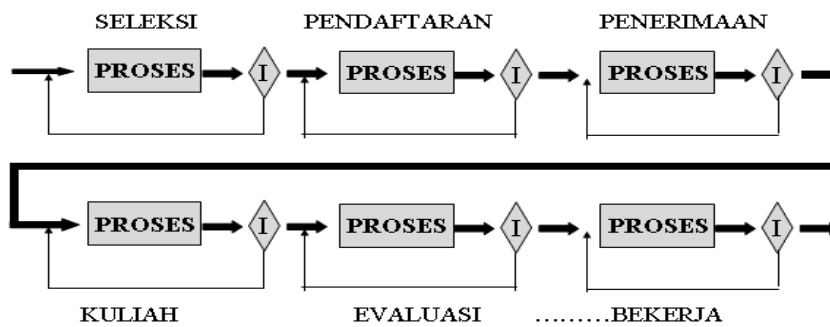 SELEKSI PENDAFTARAN PENERIMAAN
PROSES I PROSES I PROSES I
PROSES I PROSES I PROSES I
KULIAH EVALUASI .........BEKERJA